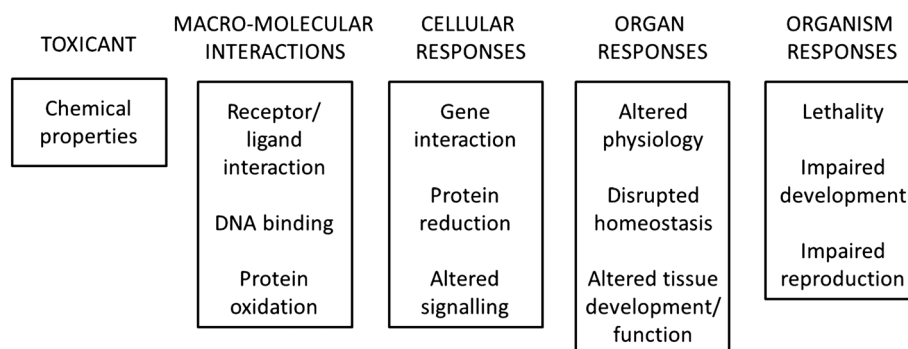 TOXICANT
Chemical
properties
MACRO-MOLECULAR
INTERACTIONS
Receptor/
ligand
interaction
DNA binding
Protein
oxidation
CELLULAR
RESPONSES
Gene
interaction
Protein
reduction
Altered
signalling
ORGAN
RESPONSES
Altered
physiology
Disrupted
homeostasis
Altered tissue
development/
function
ORGANISM
RESPONSES
Lethality
Impaired
development
Impaired
reproduction